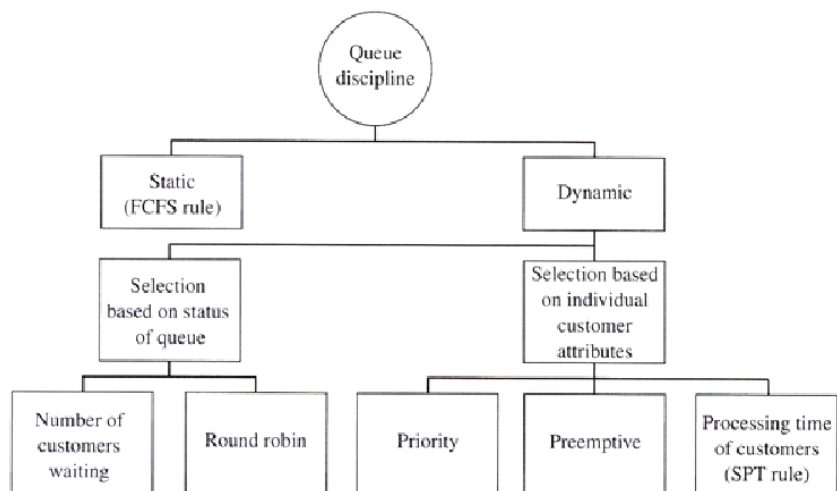 Queue
discipline
Static
(FCFS rule)
Dynamic
Selection
based on status
of queue
Selection based
on individual
customer
attributes
Number of
customers
waiting
Round robin
Priority
Preemptive
Processing time
of customers
(SPT rule)